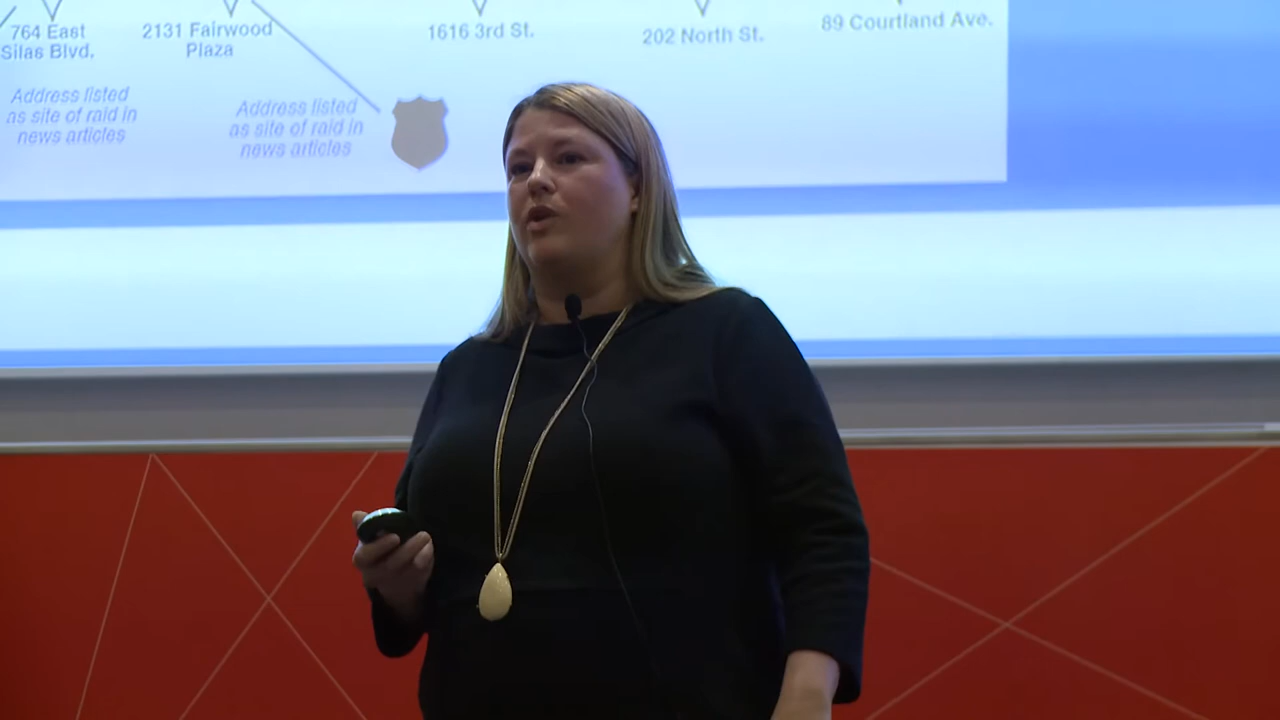 764 East
Silas Blvd.
2131 Fairwood
Plaza
1616 3rd St.
202 North St.
89 Courtland Ave.
Address listed
as site of raid in
news articles
Address listed
as site of raid in
news articles